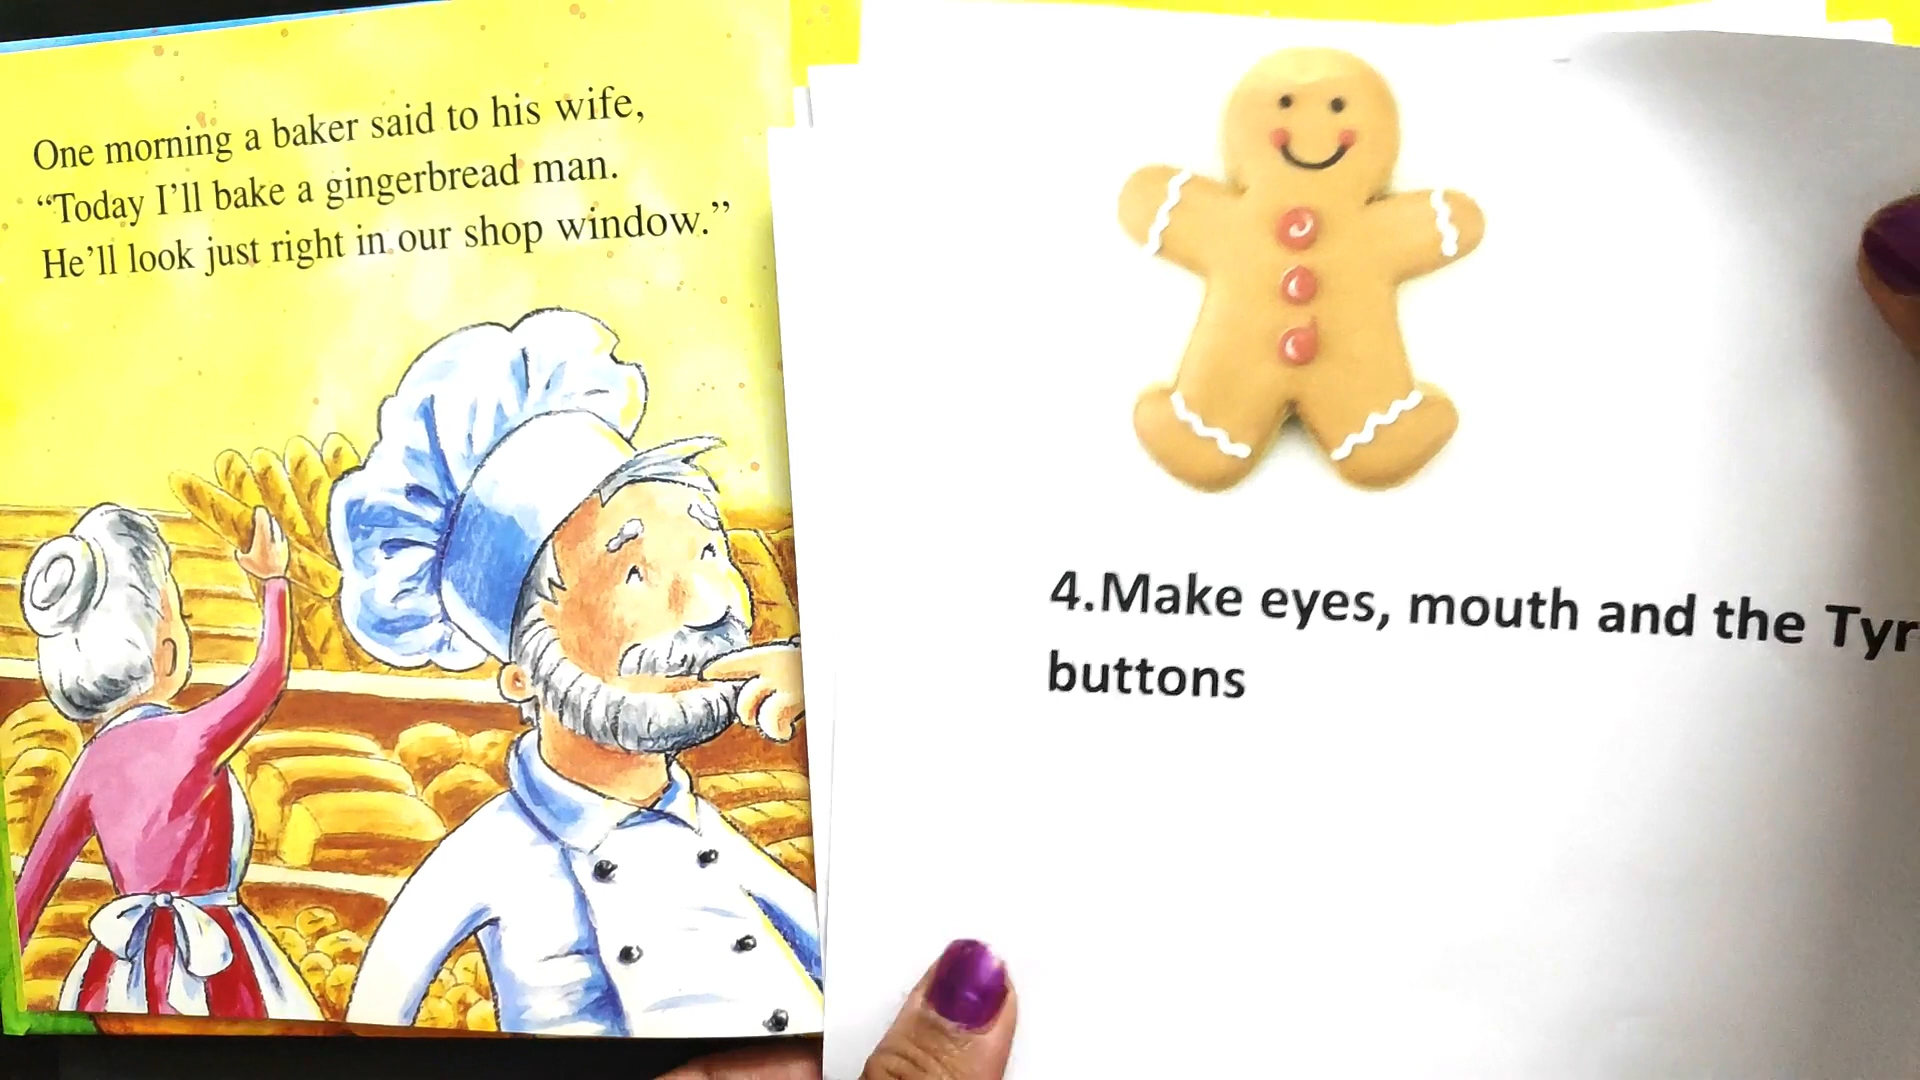 One morning a baker said to his wife,
“Today I’ll bake a gingerbread man.
He’ll look just right in our shop window.”
4.Make eyes, mouth and the
buttons